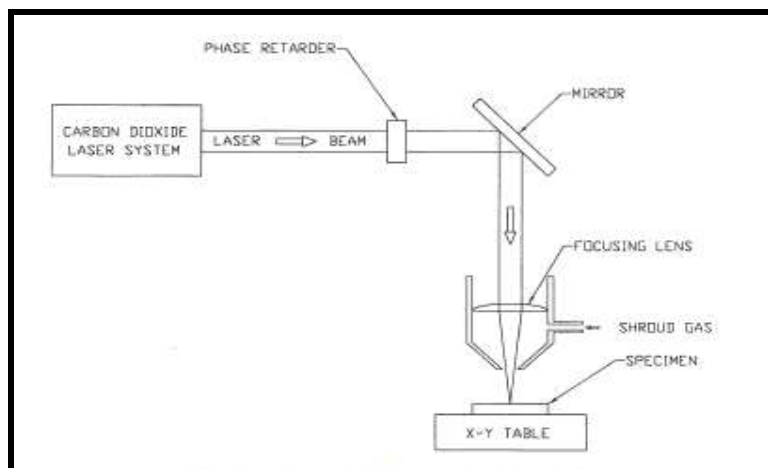 PHASE RETARDER
MIRROR
CARBON DIOXIDE
LASER SYSTEM
LASER BEAM
FOCUSING LENS
SHROUD GAS
SPECIMEN
X-Y TABLE